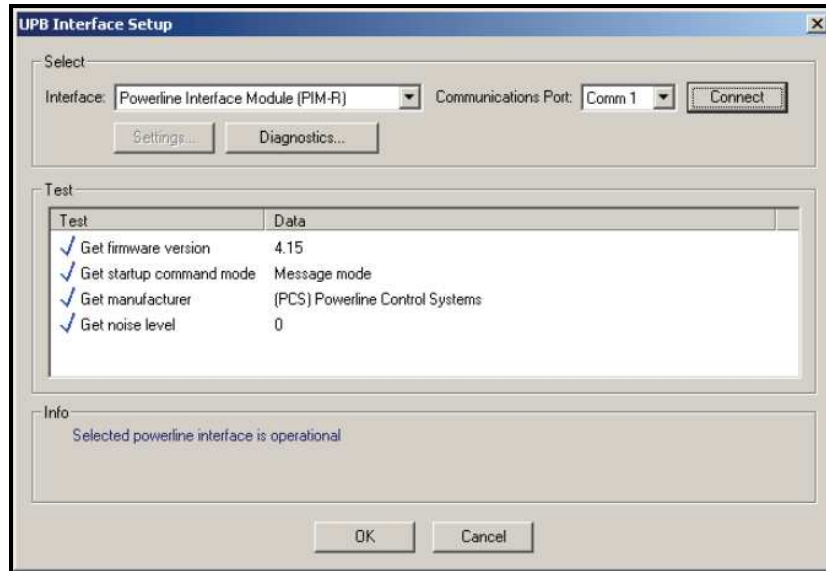 UPB Interface Setup
Select
Interface: Powerline Interface Module (PIM-R) Communications Port: Comm 1 Connect
Settings... Diagnostics...
Test
Test Data
Get firmware version 4.15
Get startup command mode Message mode
Get manufacturer (PCS) Powerline Control Systems
Get noise level 0
Info
Selected powerline interface is operational
OK Cancel